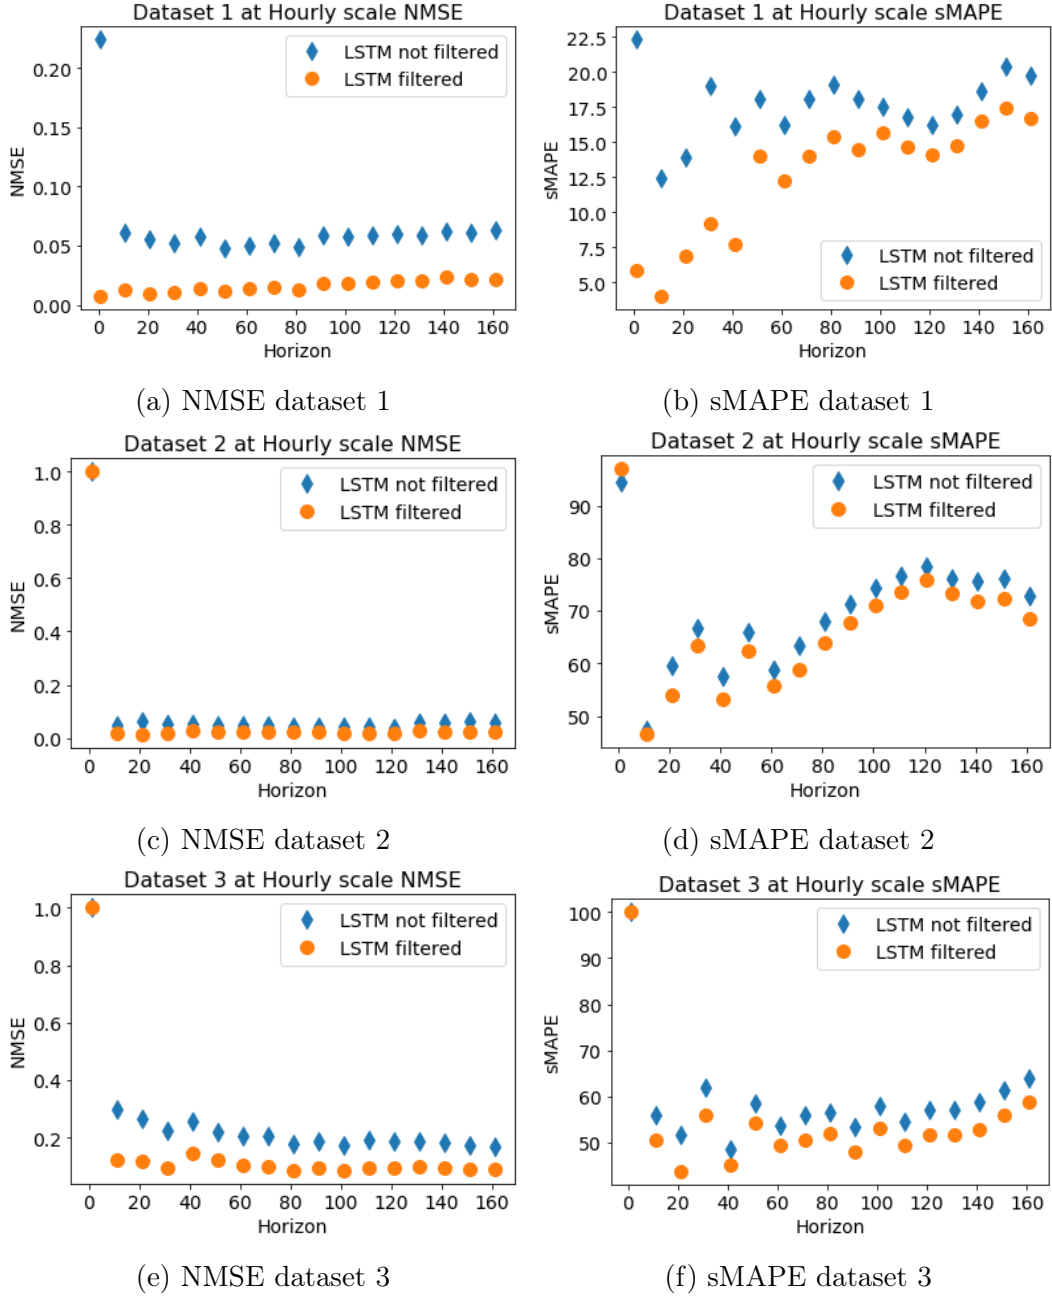 Dataset 1 at Hourly scale NMSE
0.20
0.15
0.10
0.05
0.00
NMSE
LSTM not filtered
LSTM filtered
0 20 40 60 80 100 120 140 160
Horizon
(a) NMSE dataset 1
Dataset 1 at Hourly scale sMAPE
22.5
20.0
17.5
15.0
12.5
10.0
7.5
5.0
sMAPE
LSTM not filtered
LSTM filtered
0 20 40 60 80 100 120 140 160
Horizon
(b) sMAPE dataset 1
Dataset 2 at Hourly scale NMSE
1.0
0.8
0.6
0.4
0.2
0.0
NMSE
LSTM not filtered
LSTM filtered
0 20 40 60 80 100 120 140 160
Horizon
(c) NMSE dataset 2
Dataset 2 at Hourly scale sMAPE
90
80
70
60
50
sMAPE
LSTM not filtered
LSTM filtered
0 20 40 60 80 100 120 140 160
Horizon
(d) sMAPE dataset 2
Dataset 3 at Hourly scale NMSE
1.0
0.8
0.6
0.4
0.2
NMSE
LSTM not filtered
LSTM filtered
0 20 40 60 80 100 120 140 160
Horizon
(e) NMSE dataset 3
Dataset 3 at Hourly scale sMAPE
100
90
80
70
60
50
sMAPE
LSTM not filtered
LSTM filtered
0 20 40 60 80 100 120 140 160
Horizon
(f) sMAPE dataset 3